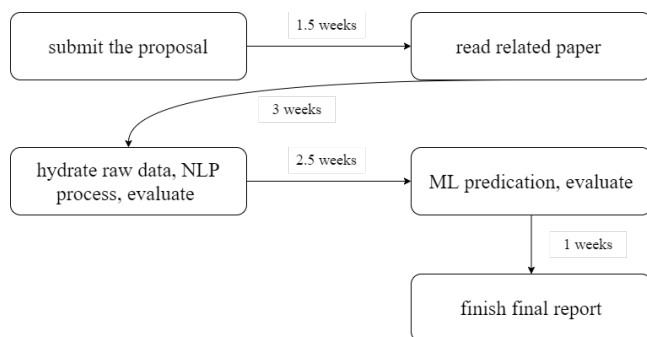 submit the proposal
1.5 weeks
read related paper
3 weeks
hydrate raw data, NLP
process, evaluate
2.5 weeks
ML predication, evaluate
1 weeks
finish final report